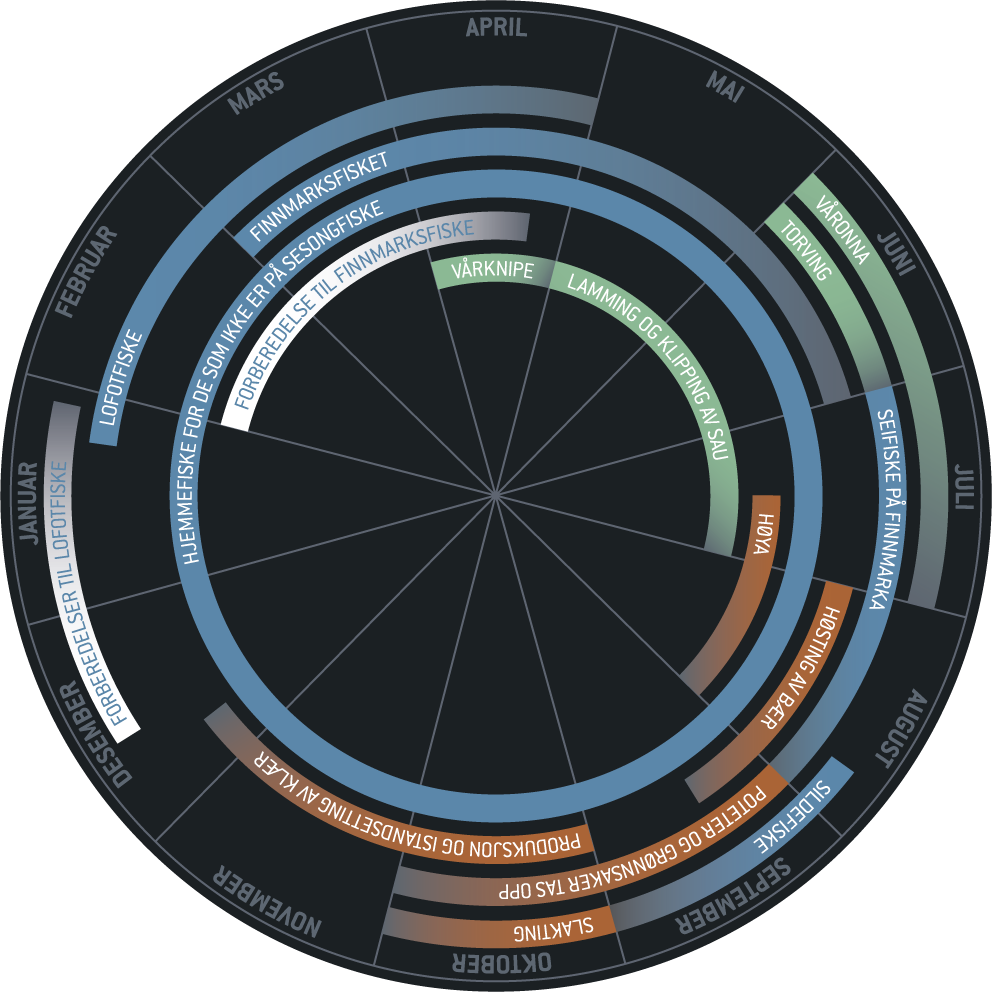 JANUAR
FEBRUAR
MARS
APRIL
MAI
JUNI
JULI
AUGUST
SEPTEMBER
OKTOBER
NOVEMBER
DESEMBER
LOFOTFISKE
FINNMARKSFISKET
HJEMMEFISKE FOR DE SOM IKKE ER PÅ SESONGFISKE
FORBEREDELSE TIL FINNMARKSFISKE
VÅRKNIPE
LAMMING OG KLIPPING AV SAU
VÅRONNA
TORVING
SEIFISKE PÅ FINNMARKA
HØYA
HØSTING AV BÆR
SILDEFISKE
POTETER OG GRØNNSAKER TAS OPP
SLAKTING
PRODUKSJON OG ISTANDSETTING AV KLÆR
FORBEREDELSER TIL LOFOTFISKE